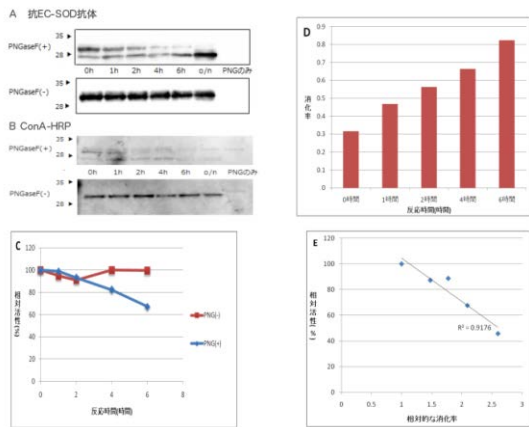 A 抗EC-SOD抗体
35
PNGaseF(+)
28
0h 1h 2h 4h 6h o/n PNGのみ
35
PNGaseF(-)
28
B ConA-HRP
PNGaseF(+)
35
28
0h 1h 2h 4h 6h o/n PNGのみ
PNGaseF(-)
35
28
D
0.9
0.8
0.7
0.6
0.5
0.4
0.3
0.2
0.1
0
消化率
0時間 1時間 2時間 4時間 6時間
反応時間(時間)
C
120
100
80
60
40
20
0
相対活性(%)
0 2 4 6 8
反応時間(時間)
PNG(-)
PNG(+)
E
120
100
80
60
40
20
0
相対活性(%)
R² = 0.9176
0 0.5 1 1.5 2 2.5 3
相対的な消化率